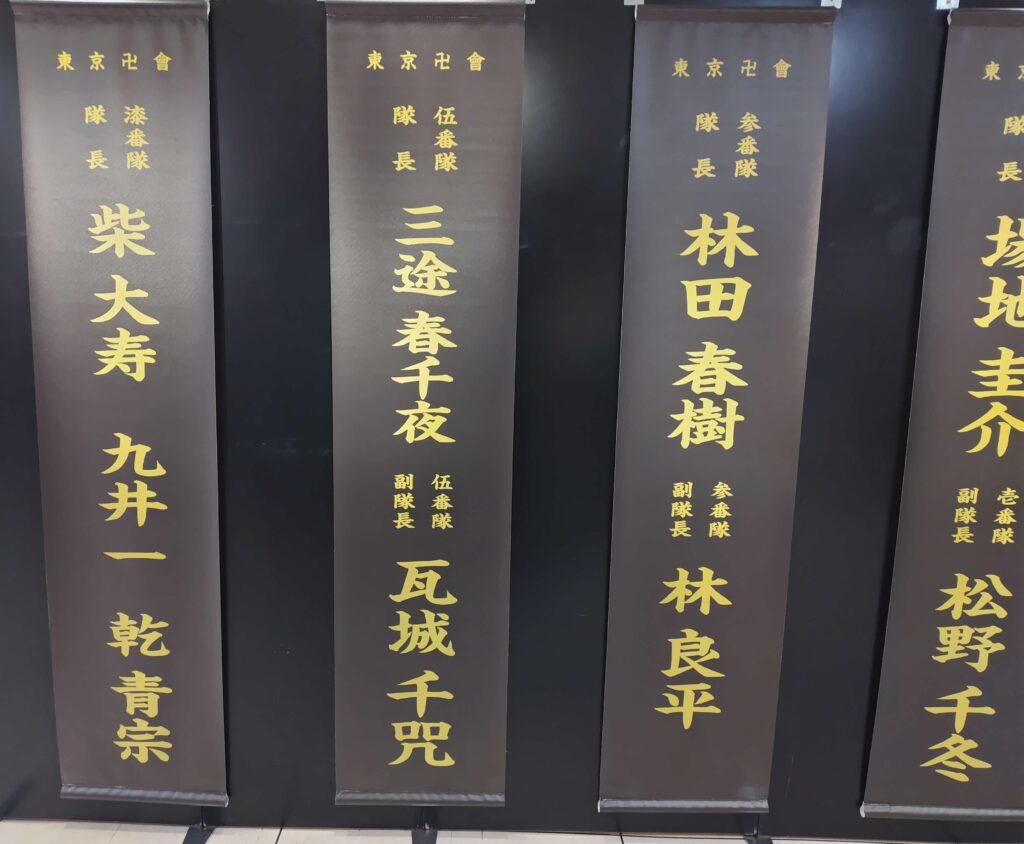 東
隊長
場地 圭介
壱番隊
副隊長
松野 千冬
東京卍會
参番隊
隊長
林田 春樹
参番隊
副隊長
林 良平
東京卍會
伍番隊
隊長
三途 春千夜
伍番隊
副隊長
瓦城 千咒
東京卍會
漆番隊
隊長
柴 大寿
九井 一
乾 青宗